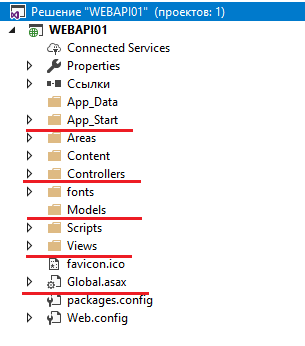 Решение "WEBAPI01" (проектов: 1)
WEBAPI01
Connected Services
Properties
Ссылки
App_Data
App_Start
Areas
Content
Controllers
fonts
Models
Scripts
Views
favicon.ico
Global.asax
packages.config
Web.config